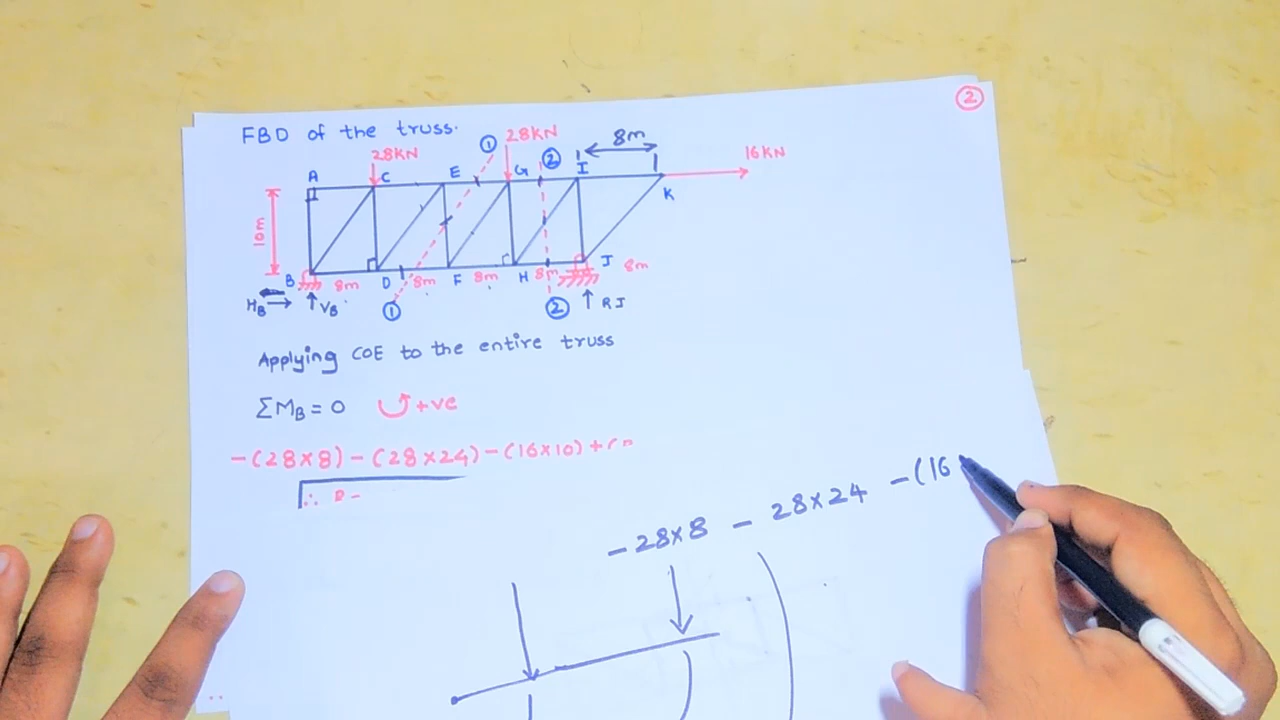 2
FBD of the truss.
28KN 1 28KN 2 8m 16KN
A C E G I K
10m
B 8m D 8m F 8m H 8m J 8m
HB VB 1 2 RJ
Applying COE to the entire truss
ΣMB = 0 +ve
-(28×8) - (28×24) - (16×10) +
∴ R
-28×8 - 28×24 -(16